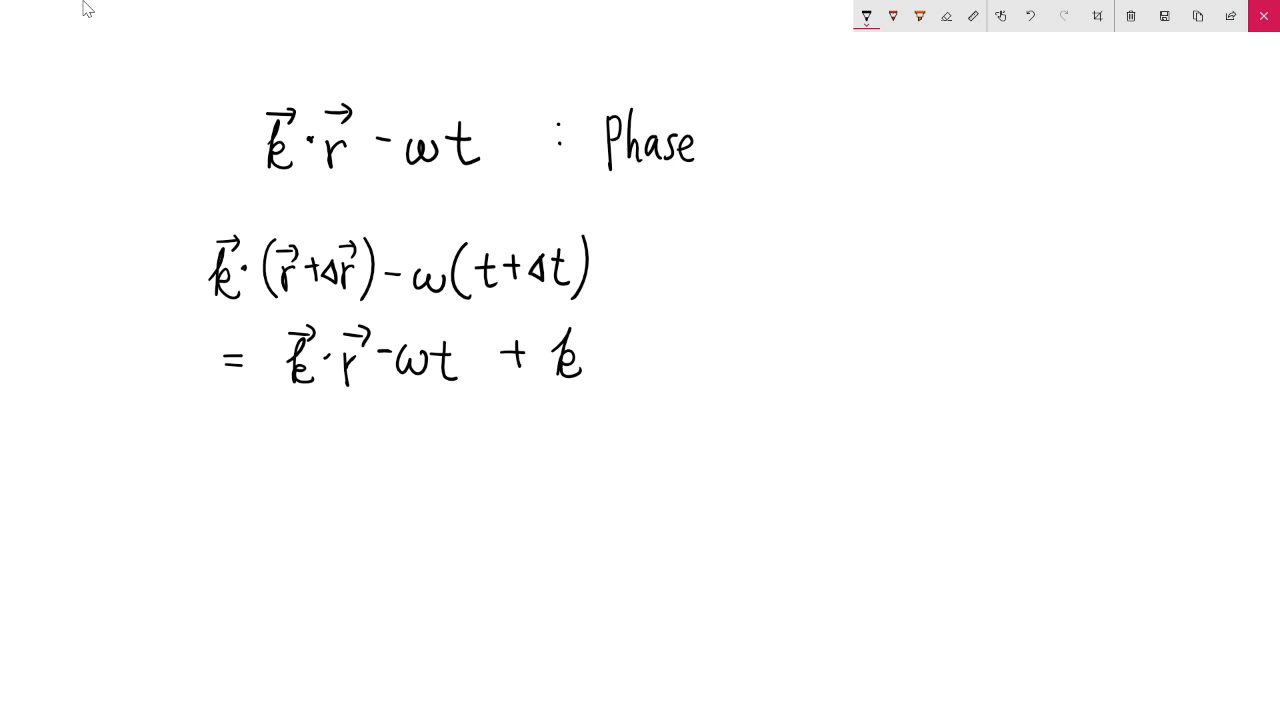 k⃗ · r⃗ - ωt : Phase
k⃗ · (r⃗ + Δr⃗) - ω(t + Δt)
= k⃗ · r⃗ - ωt + k